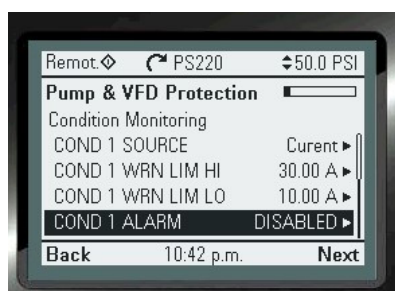 Remot. PS220 50.0 PSI
Pump & VFD Protection
Condition Monitoring
COND 1 SOURCE Curent
COND 1 WRN LIM HI 30.00 A
COND 1 WRN LIM LO 10.00 A
COND 1 ALARM DISABLED
Back 10:42 p.m. Next